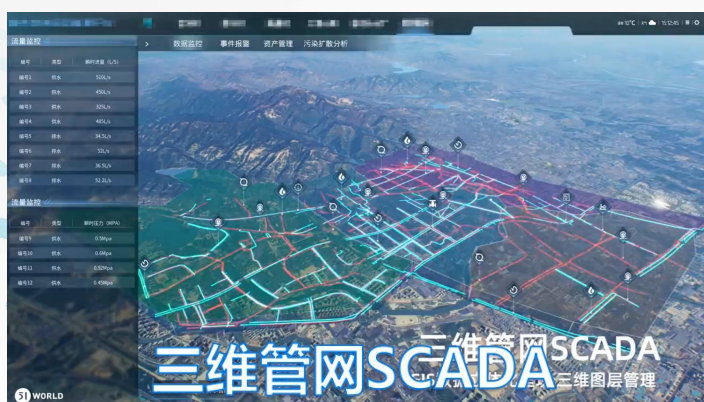 10℃
15:12:45
流量监控
数据监控 事件报警 资产管理 污染扩散分析
编号 类型 瞬时流量 (L/S)
编号1 供水 510L/s
编号2 供水 450L/s
编号3 供水 325L/s
编号4 供水 485L/s
编号5 排水 34.5L/s
编号6 排水 52L/s
编号7 排水 36.5L/s
编号8 排水 52.2L/s
流量监控
编号 类型 瞬时压力 (MPA)
编号9 供水 0.5Mpa
编号10 供水 0.6Mpa
编号11 供水 0.52Mpa
编号12 供水 0.45Mpa
三维管网SCADA
三维管网SCADA
三维图层管理
51 WORLD